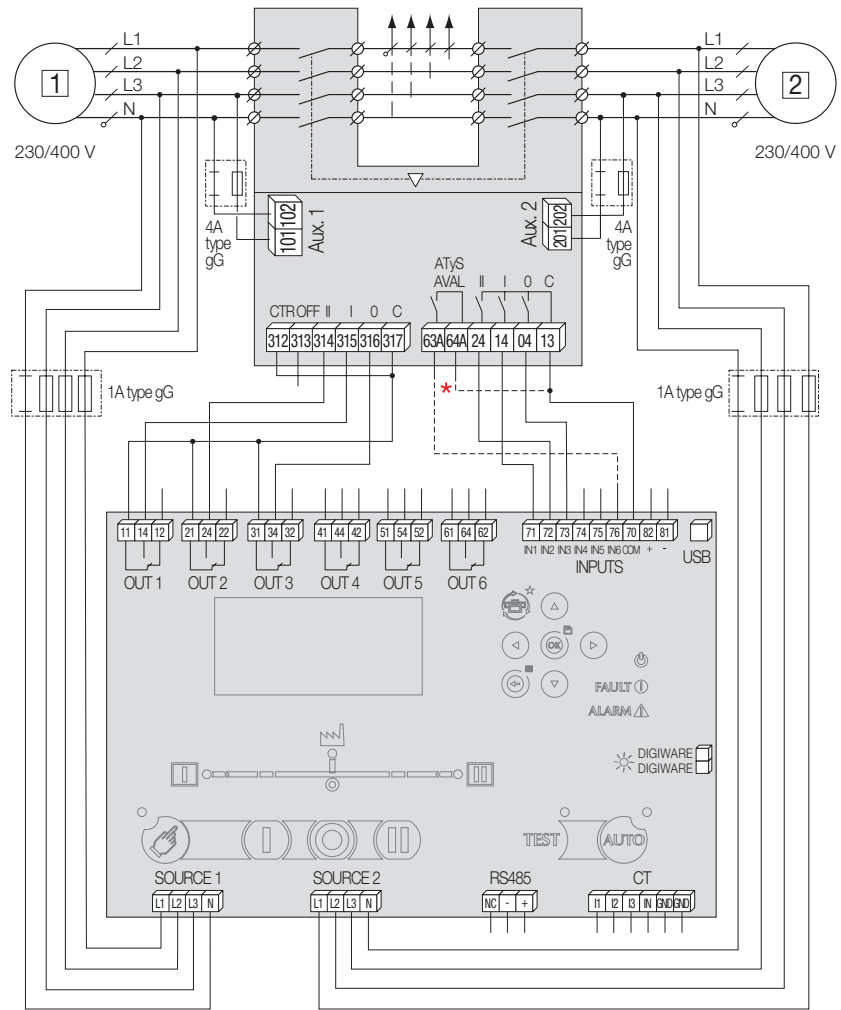 L1
L2
L3
N
1
230/400 V
L1
L2
L3
N
2
230/400 V
4A
type
gG
101 102
Aux. 1
Aux. 2
201 202
4A
type
gG
ATyS
AVAL II I 0 C
CTR OFF II I 0 C
312 313 314 315 316 317
63A 64A 24 14 04 13
*
1A type gG
1A type gG
11 14 12
21 24 22
31 34 32
41 44 42
51 54 52
61 64 62
71 72 73 74 75 76 70 82 81
IN1 IN2 IN3 IN4 IN5 IN6 COM + -
OUT 1
OUT 2
OUT 3
OUT 4
OUT 5
OUT 6
INPUTS
USB
OK
FAULT
ALARM
DIGIWARE
DIGIWARE
I
II
I
II
TEST
AUTO
SOURCE 1
SOURCE 2
RS485
CT
L1 L2 L3 N
L1 L2 L3 N
NC - +
I1 I2 I3 IN GND GND